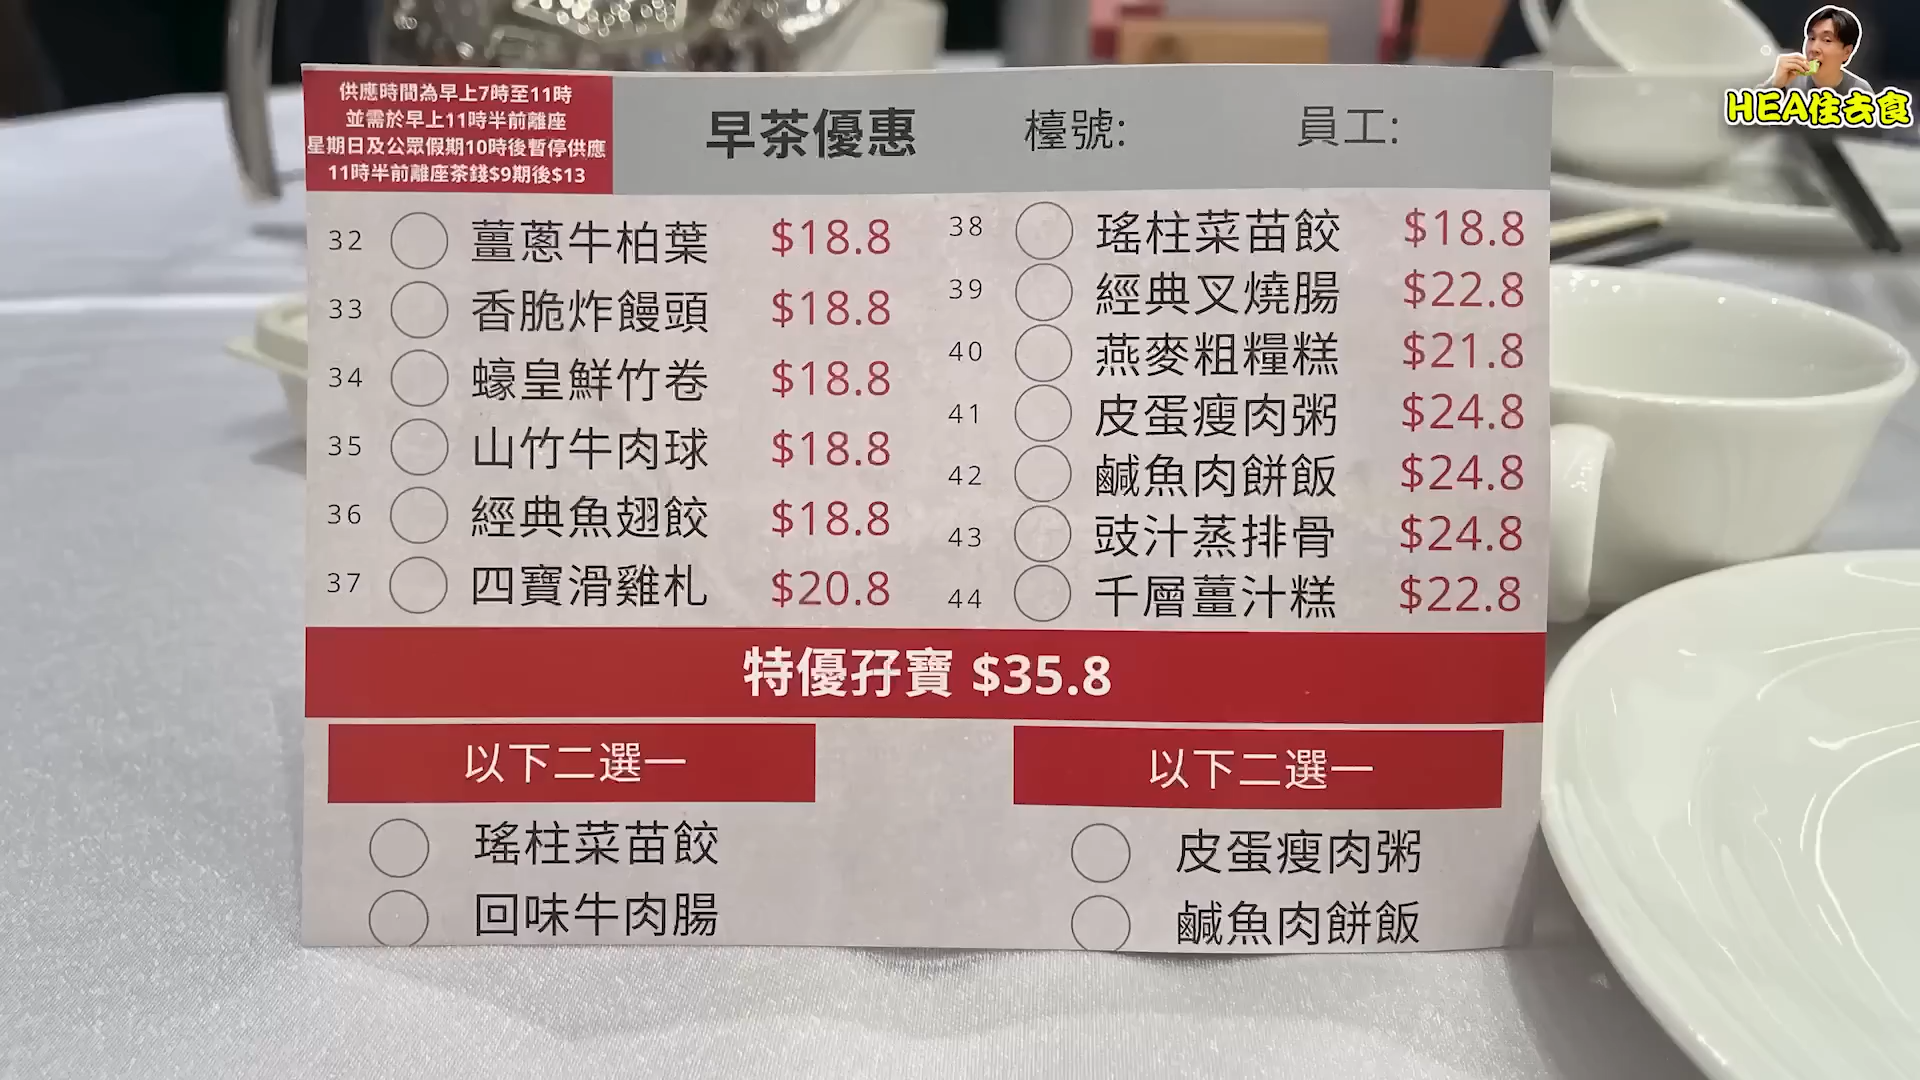 供應時間為早上7時至11時
並需於早上11時半前離座
星期日及公眾假期10時後暫停供應
11時半前離座茶錢$9期後$13
早茶優惠 檯號: 員工:
HEA住去食
32 薑蔥牛柏葉 $18.8
33 香脆炸饅頭 $18.8
34 蠔皇鮮竹卷 $18.8
35 山竹牛肉球 $18.8
36 經典魚翅餃 $18.8
37 四寶滑雞札 $20.8
38 瑤柱菜苗餃 $18.8
39 經典叉燒腸 $22.8
40 燕麥粗糧糕 $21.8
41 皮蛋瘦肉粥 $24.8
42 鹹魚肉餅飯 $24.8
43 豉汁蒸排骨 $24.8
44 千層薑汁糕 $22.8
特優孖寶 $35.8
以下二選一
瑤柱菜苗餃
回味牛肉腸
以下二選一
皮蛋瘦肉粥
鹹魚肉餅飯